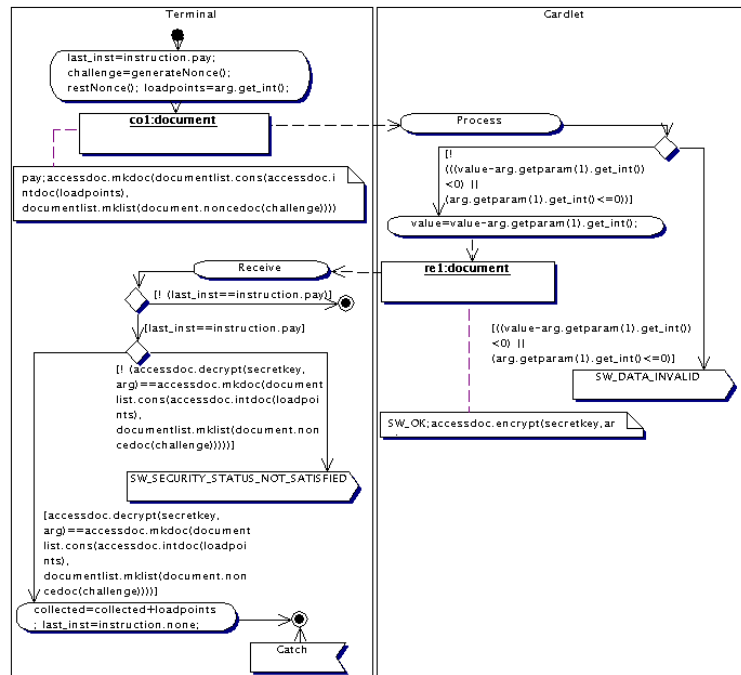 Terminal
Cardlet
last_inst=instruction.pay;
challenge=generateNonce();
restNonce(); loadpoints=arg.get_int();
co1:document
Process
pay;accessdoc.mkdoc(documentlist.cons(accessdoc.i
ntdoc(loadpoints),
documentlist.mklist(document.noncedoc(challenge))))
[!
(((value-arg.getparam(1).get_int())
<0) ||
(arg.getparam(1).get_int()<=0))]
value=value-arg.getparam(1).get_int();
Receive
re1:document
[! (last_inst==instruction.pay)]
[last_inst==instruction.pay]
[((value-arg.getparam(1).get_int())
<0) ||
(arg.getparam(1).get_int()<=0)]
SW_DATA_INVALID
[! (accessdoc.decrypt(secretkey,
arg)==accessdoc.mkdoc(document
list.cons(accessdoc.intdoc(loadpoi
nts),
documentlist.mklist(document.non
cedoc(challenge)))))]
SW_OK;accessdoc.encrypt(secretkey,ar
SW_SECURITY_STATUS_NOT_SATISFIED
[accessdoc.decrypt(secretkey,
arg)==accessdoc.mkdoc(document
list.cons(accessdoc.intdoc(loadpoi
nts),
documentlist.mklist(document.non
cedoc(challenge))))]
collected=collected+loadpoints
; last_inst=instruction.none;
Catch